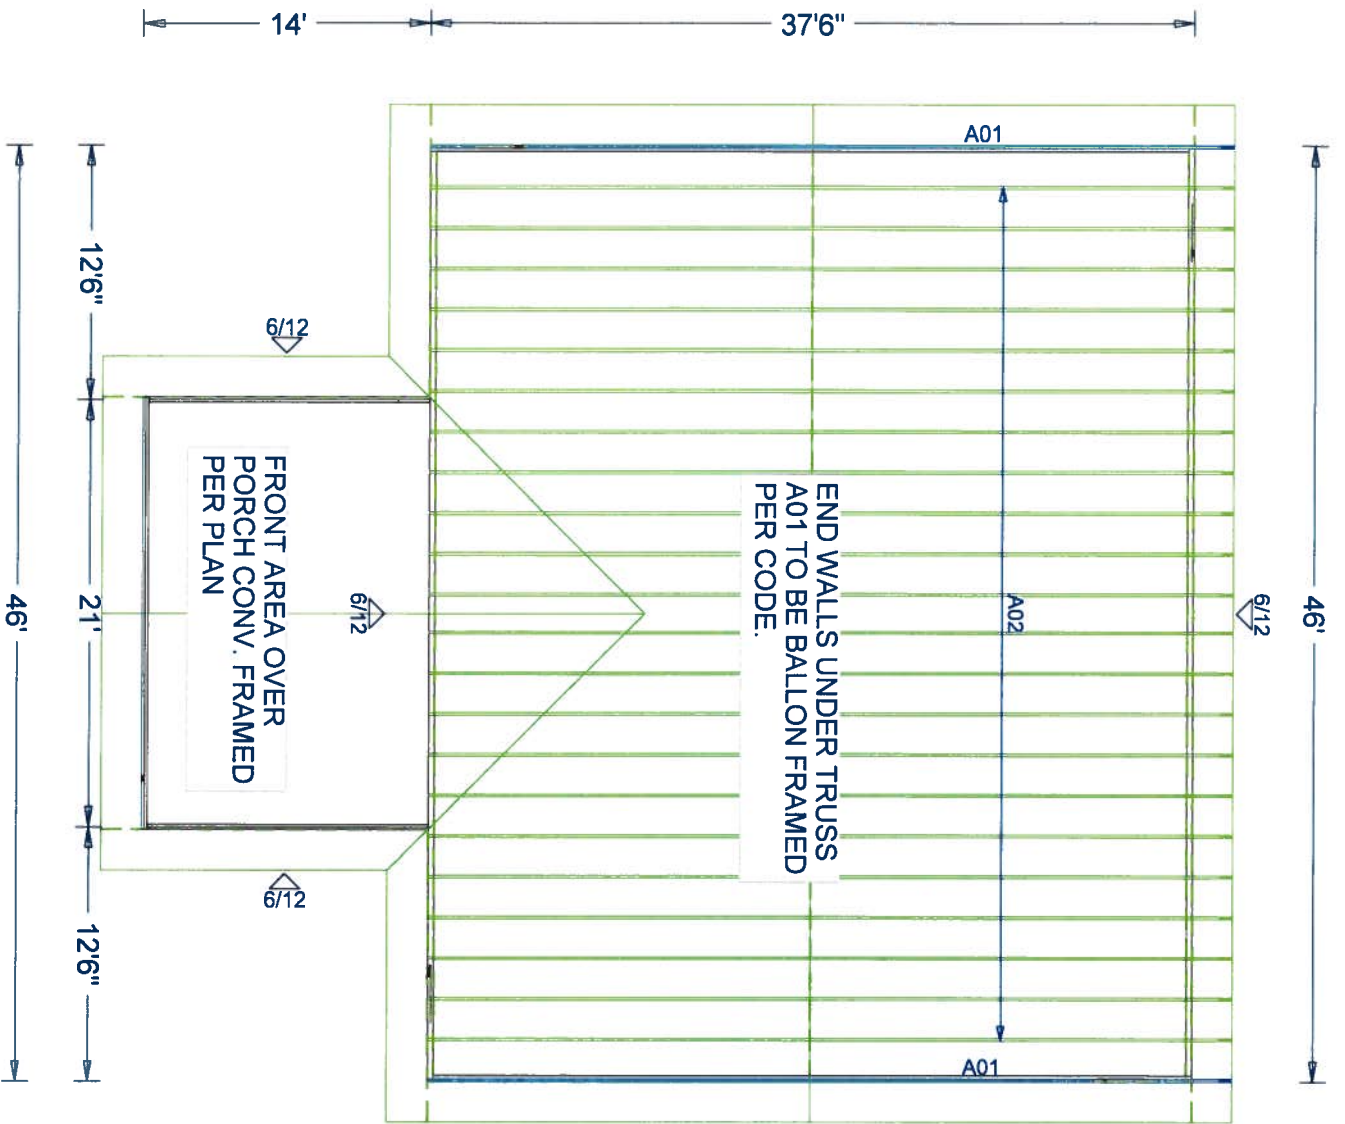 14'
37'6"
A01
46'
12'6"
21'
12'6"
46'
6/12
6/12
6/12
6/12
A02
END WALLS UNDER TRUSS
A01 TO BE BALLON FRAMED
PER CODE.
FRONT AREA OVER
PORCH CONV. FRAMED
PER PLAN
A01